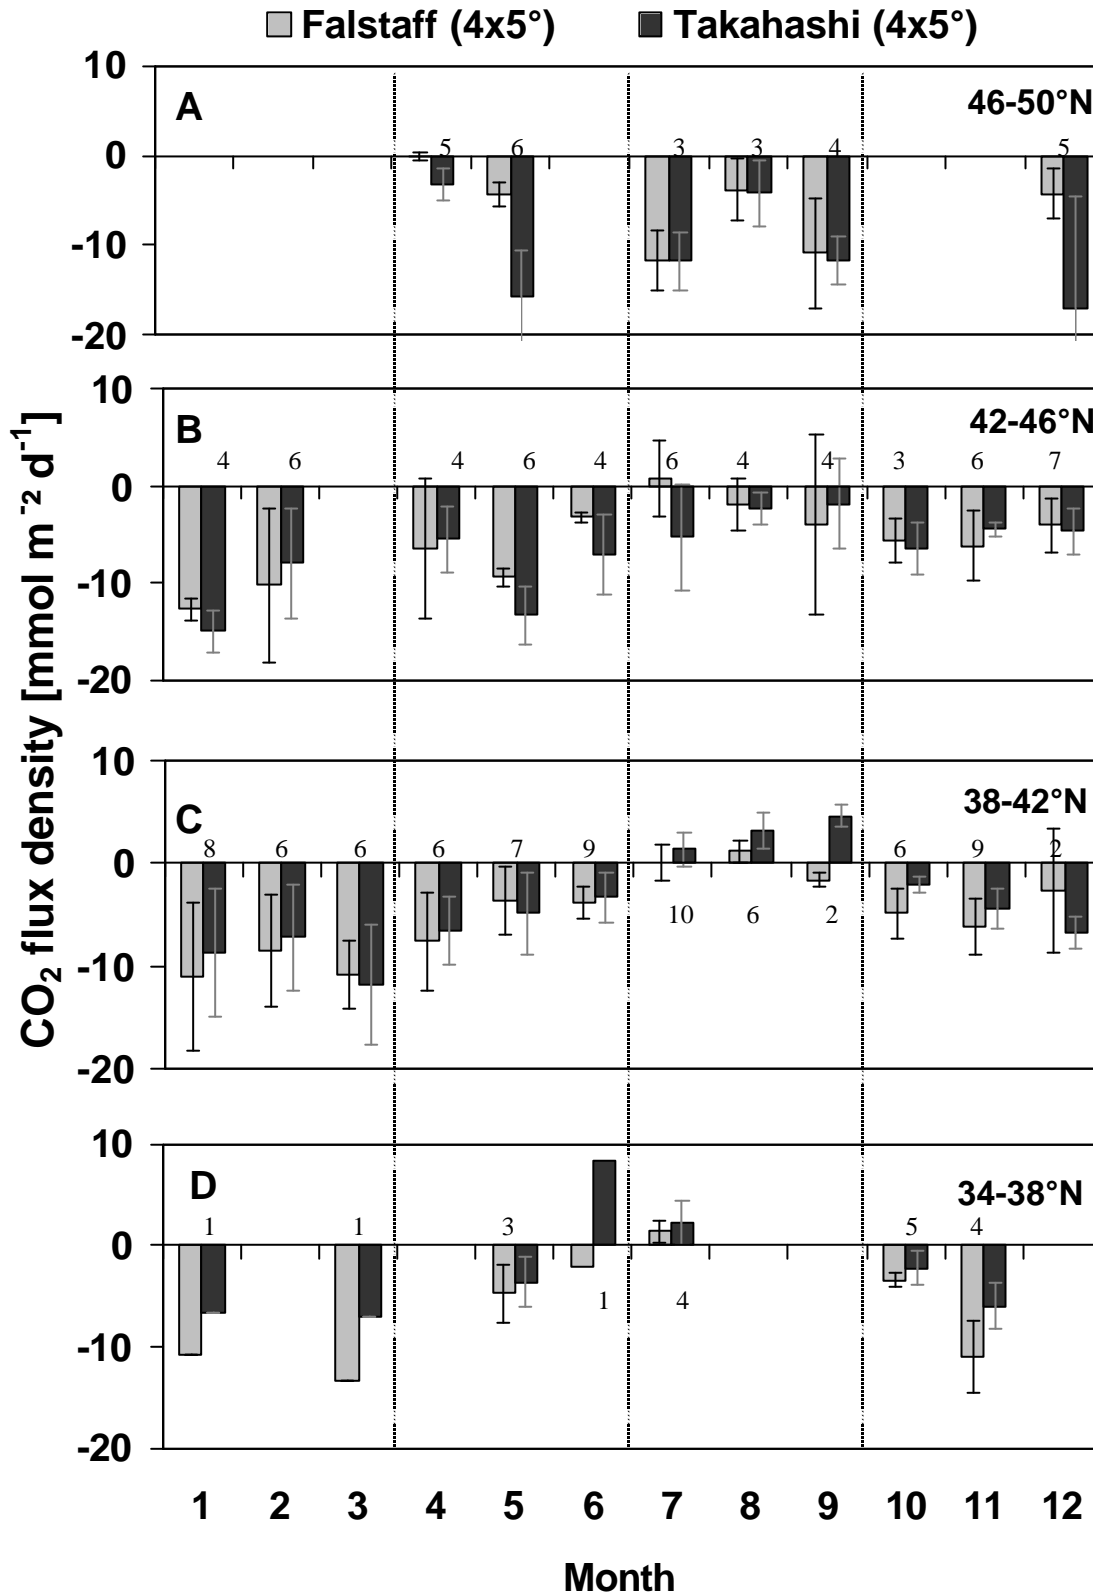 Falstaff (4x5°) Takahashi (4x5°)
CO₂ flux density [mmol m⁻² d⁻¹]
10
A 46-50°N
5 6 3 3 4 5
0
-10
-20
10
B 42-46°N
4 6 4 6 4 6 4 4 3 6 7
0
-10
-20
10
C 38-42°N
8 6 6 6 7 9 6 9 2
0
10 6 2
-10
-20
10
D 34-38°N
1 1 3 5 4
0
1 4
-10
-20
1 2 3 4 5 6 7 8 9 10 11 12
Month